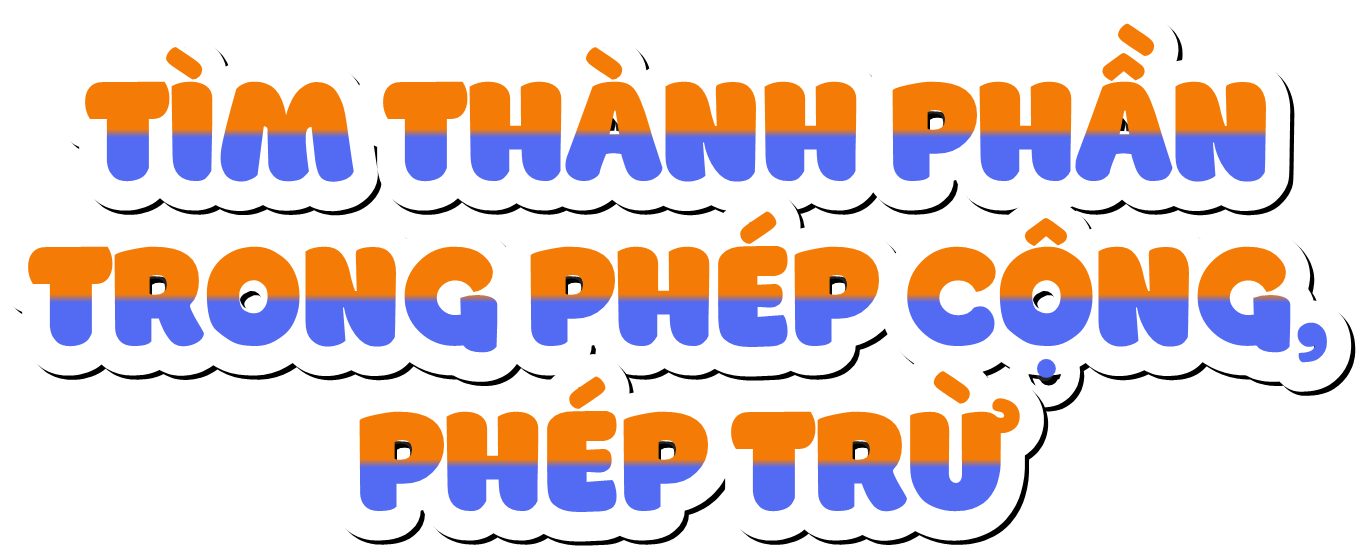 TÌM THÀNH PHẦN
TRONG PHÉP CỘNG,
PHÉP TRỪ